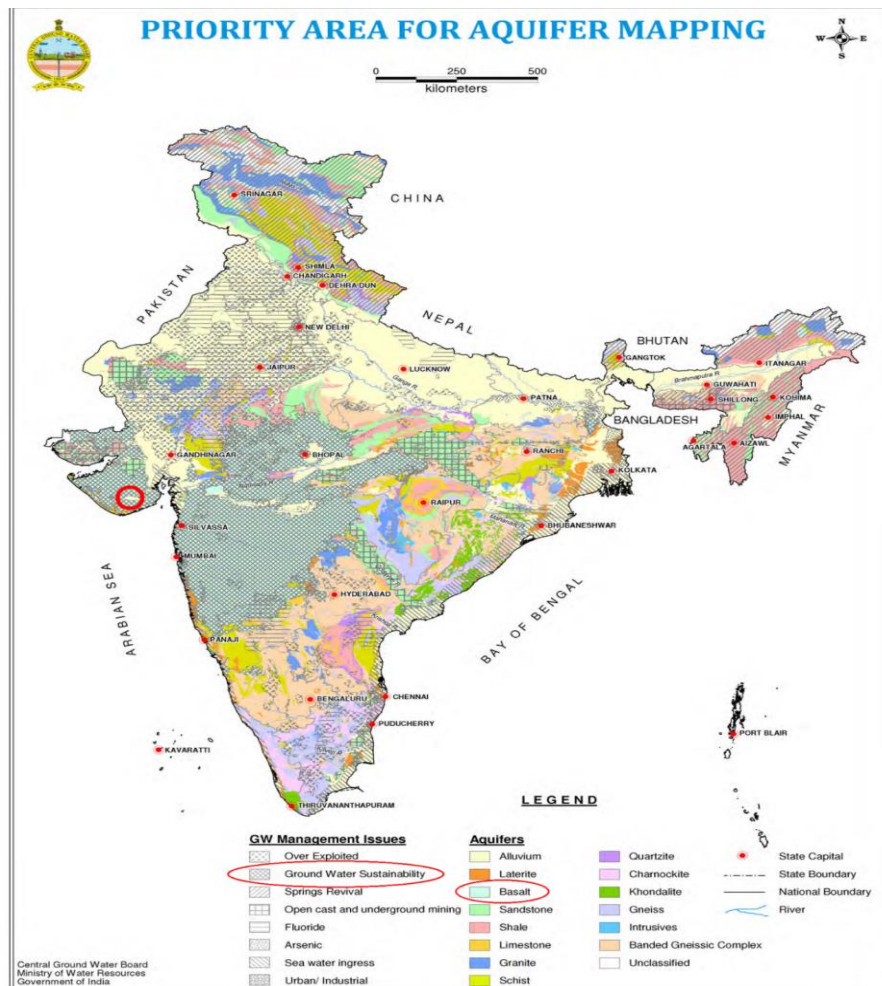 PRIORITY AREA FOR AQUIFER MAPPING
N
W E
S
0 250 500
kilometers
CHINA
SRINAGAR
SHIMLA
CHANDIGARH
DEHRA DUN
PAKISTAN
NEPAL
NEW DELHI
BHUTAN
GANGTOK
ITANAGAR
JAIPUR
LUCKNOW
Brahmaputra R
GUWAHATI
Ganga R
SHILLONG
KOHIMA
PATNA
IMPHAL
BANGLADESH
MYANMAR
AGARTALA
AIZAWL
GANDHINAGAR
BHOPAL
RANCHI
KOLKATA
Narmada R
RAIPUR
SILVASSA
Mahanadi R
BHUBANESHWAR
MUMBAI
ARABIAN SEA
HYDERABAD
BAY OF BENGAL
PANAJI
BENGALURU
CHENNAI
PUDUCHERRY
KAVARATTI
PORT BLAIR
THIRUVANANTHAPURAM
LEGEND
GW Management Issues
Over Exploited
Ground Water Sustainability
Springs Revival
Open cast and underground mining
Fluoride
Arsenic
Sea water ingress
Urban/ Industrial
Aquifers
Alluvium
Laterite
Basalt
Sandstone
Shale
Limestone
Granite
Schist
Quartzite
Charnockite
Khondalite
Gneiss
Intrusives
Banded Gneissic Complex
Unclassified
State Capital
State Boundary
National Boundary
River
Central Ground Water Board
Ministry of Water Resources
Government of India